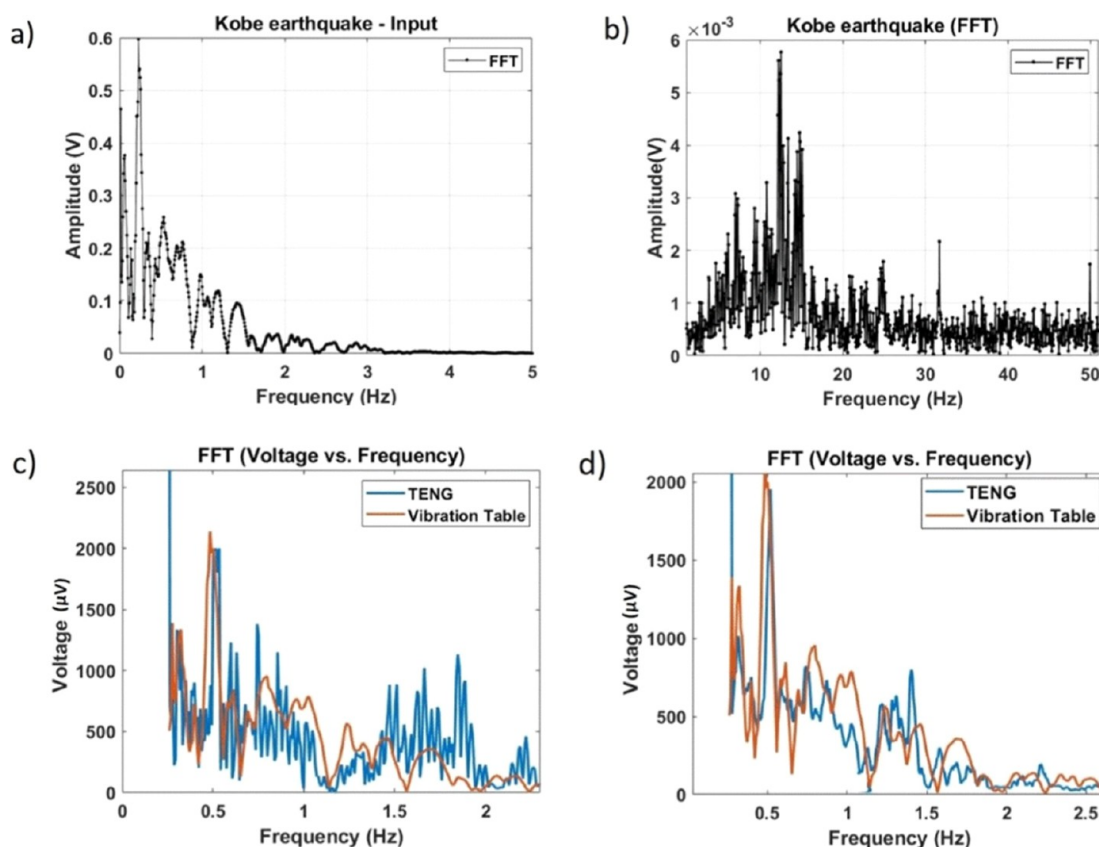 a)
Kobe earthquake - Input
FFT
Amplitude (V)
0.6
0.5
0.4
0.3
0.2
0.1
0
0 1 2 3 4 5
Frequency (Hz)
b)
×10⁻³
Kobe earthquake (FFT)
FFT
Amplitude(V)
6
5
4
3
2
1
0
10 20 30 40 50
Frequency (Hz)
c)
FFT (Voltage vs. Frequency)
TENG
Vibration Table
Voltage (µV)
2500
2000
1500
1000
500
0
0 0.5 1 1.5 2
Frequency (Hz)
d)
FFT (Voltage vs. Frequency)
TENG
Vibration Table
Voltage (µV)
2000
1500
1000
500
0
0.5 1 1.5 2 2.5
Frequency (Hz)